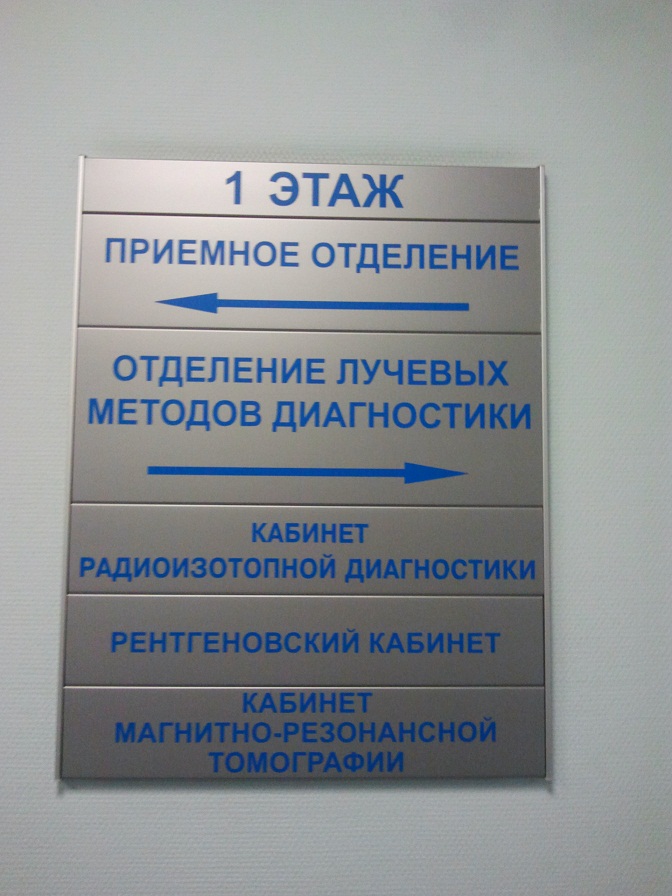 1 ЭТАЖ
ПРИЕМНОЕ ОТДЕЛЕНИЕ
ОТДЕЛЕНИЕ ЛУЧЕВЫХ
МЕТОДОВ ДИАГНОСТИКИ
КАБИНЕТ
РАДИОИЗОТОПНОЙ ДИАГНОСТИКИ
РЕНТГЕНОВСКИЙ КАБИНЕТ
КАБИНЕТ
МАГНИТНО-РЕЗОНАНСНОЙ
ТОМОГРАФИИ